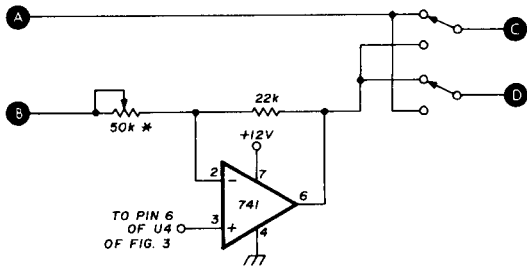 A
C
B
50k *
22k
D
+12V
2
-
7
741
6
TO PIN 6
OF U4
OF FIG. 3
3
+
4